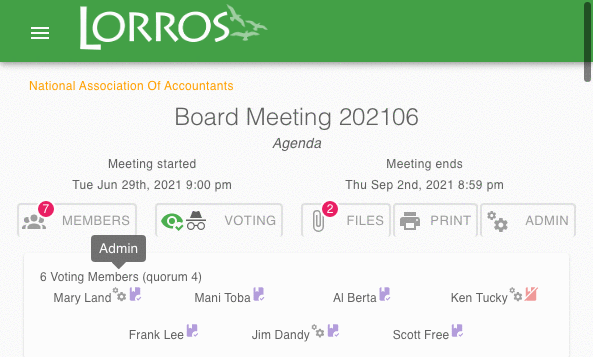 LORROS
National Association Of Accountants
Board Meeting 202106
Agenda
Meeting started
Meeting ends
Tue Jun 29th, 2021 9:00 pm
Thu Sep 2nd, 2021 8:59 pm
7 MEMBERS VOTING 2 FILES PRINT ADMIN
Admin
6 Voting Members (quorum 4)
Mary Land Mani Toba Al Berta Ken Tucky
Frank Lee Jim Dandy Scott Free